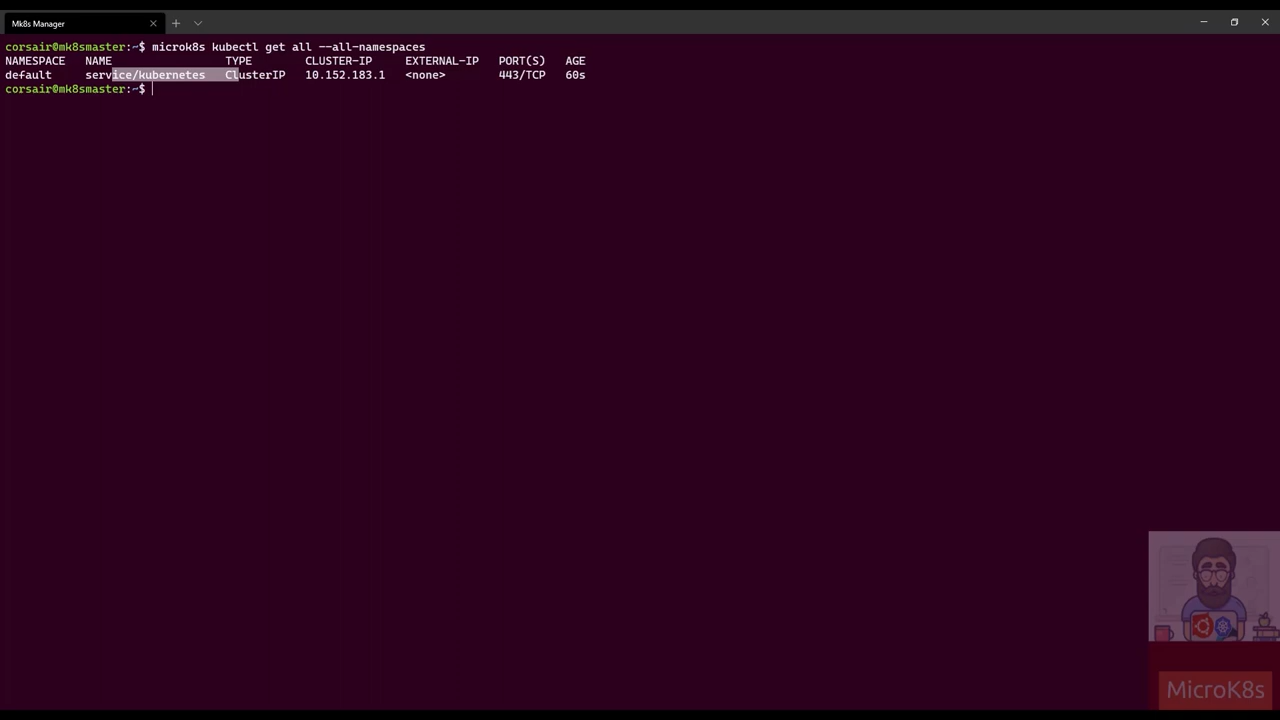 Mk8s Manager
corsair@mk8smaster:~$ microk8s kubectl get all --all-namespaces
NAMESPACE   NAME                 TYPE        CLUSTER-IP     EXTERNAL-IP   PORT(S)   AGE
default     service/kubernetes   ClusterIP   10.152.183.1   <none>        443/TCP   60s
corsair@mk8smaster:~$
MicroK8s